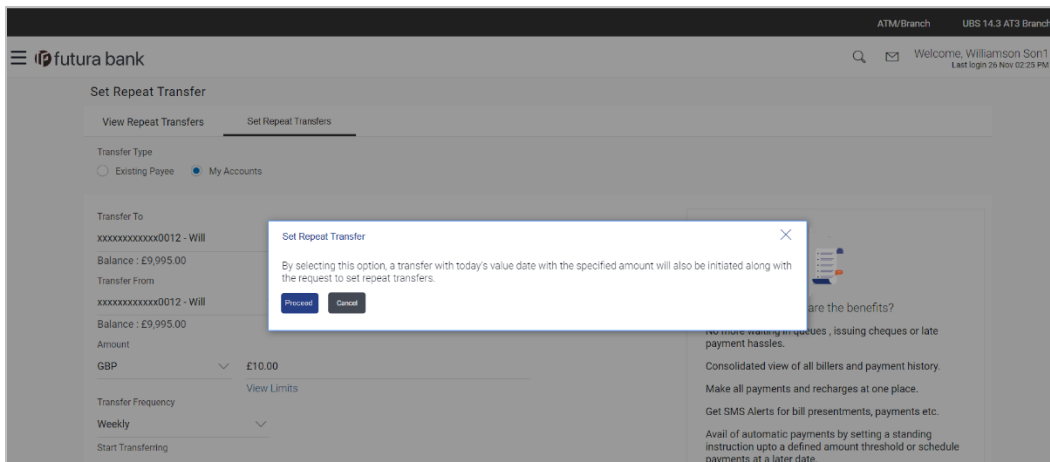 ATM/Branch UBS 14.3 AT3 Branch
futura bank
Welcome, Williamson Son1
Last login 26 Nov 02:25 PM
Set Repeat Transfer
View Repeat Transfers Set Repeat Transfers
Transfer Type
Existing Payee My Accounts
Transfer To
xxxxxxxxxxxx0012 - Will
Balance : £9,995.00
Transfer From
xxxxxxxxxxxx0012 - Will
Balance : £9,995.00
Amount
GBP £10.00
View Limits
Transfer Frequency
Weekly
Start Transferring
Set Repeat Transfer
By selecting this option, a transfer with today's value date with the specified amount will also be initiated along with
the request to set repeat transfers.
Proceed Cancel
are the benefits?
No more waiting in queues , issuing cheques or late
payment hassles.
Consolidated view of all billers and payment history.
Make all payments and recharges at one place.
Get SMS Alerts for bill presentments, payments etc.
Avail of automatic payments by setting a standing
instruction upto a defined amount threshold or schedule
payments at a later date.